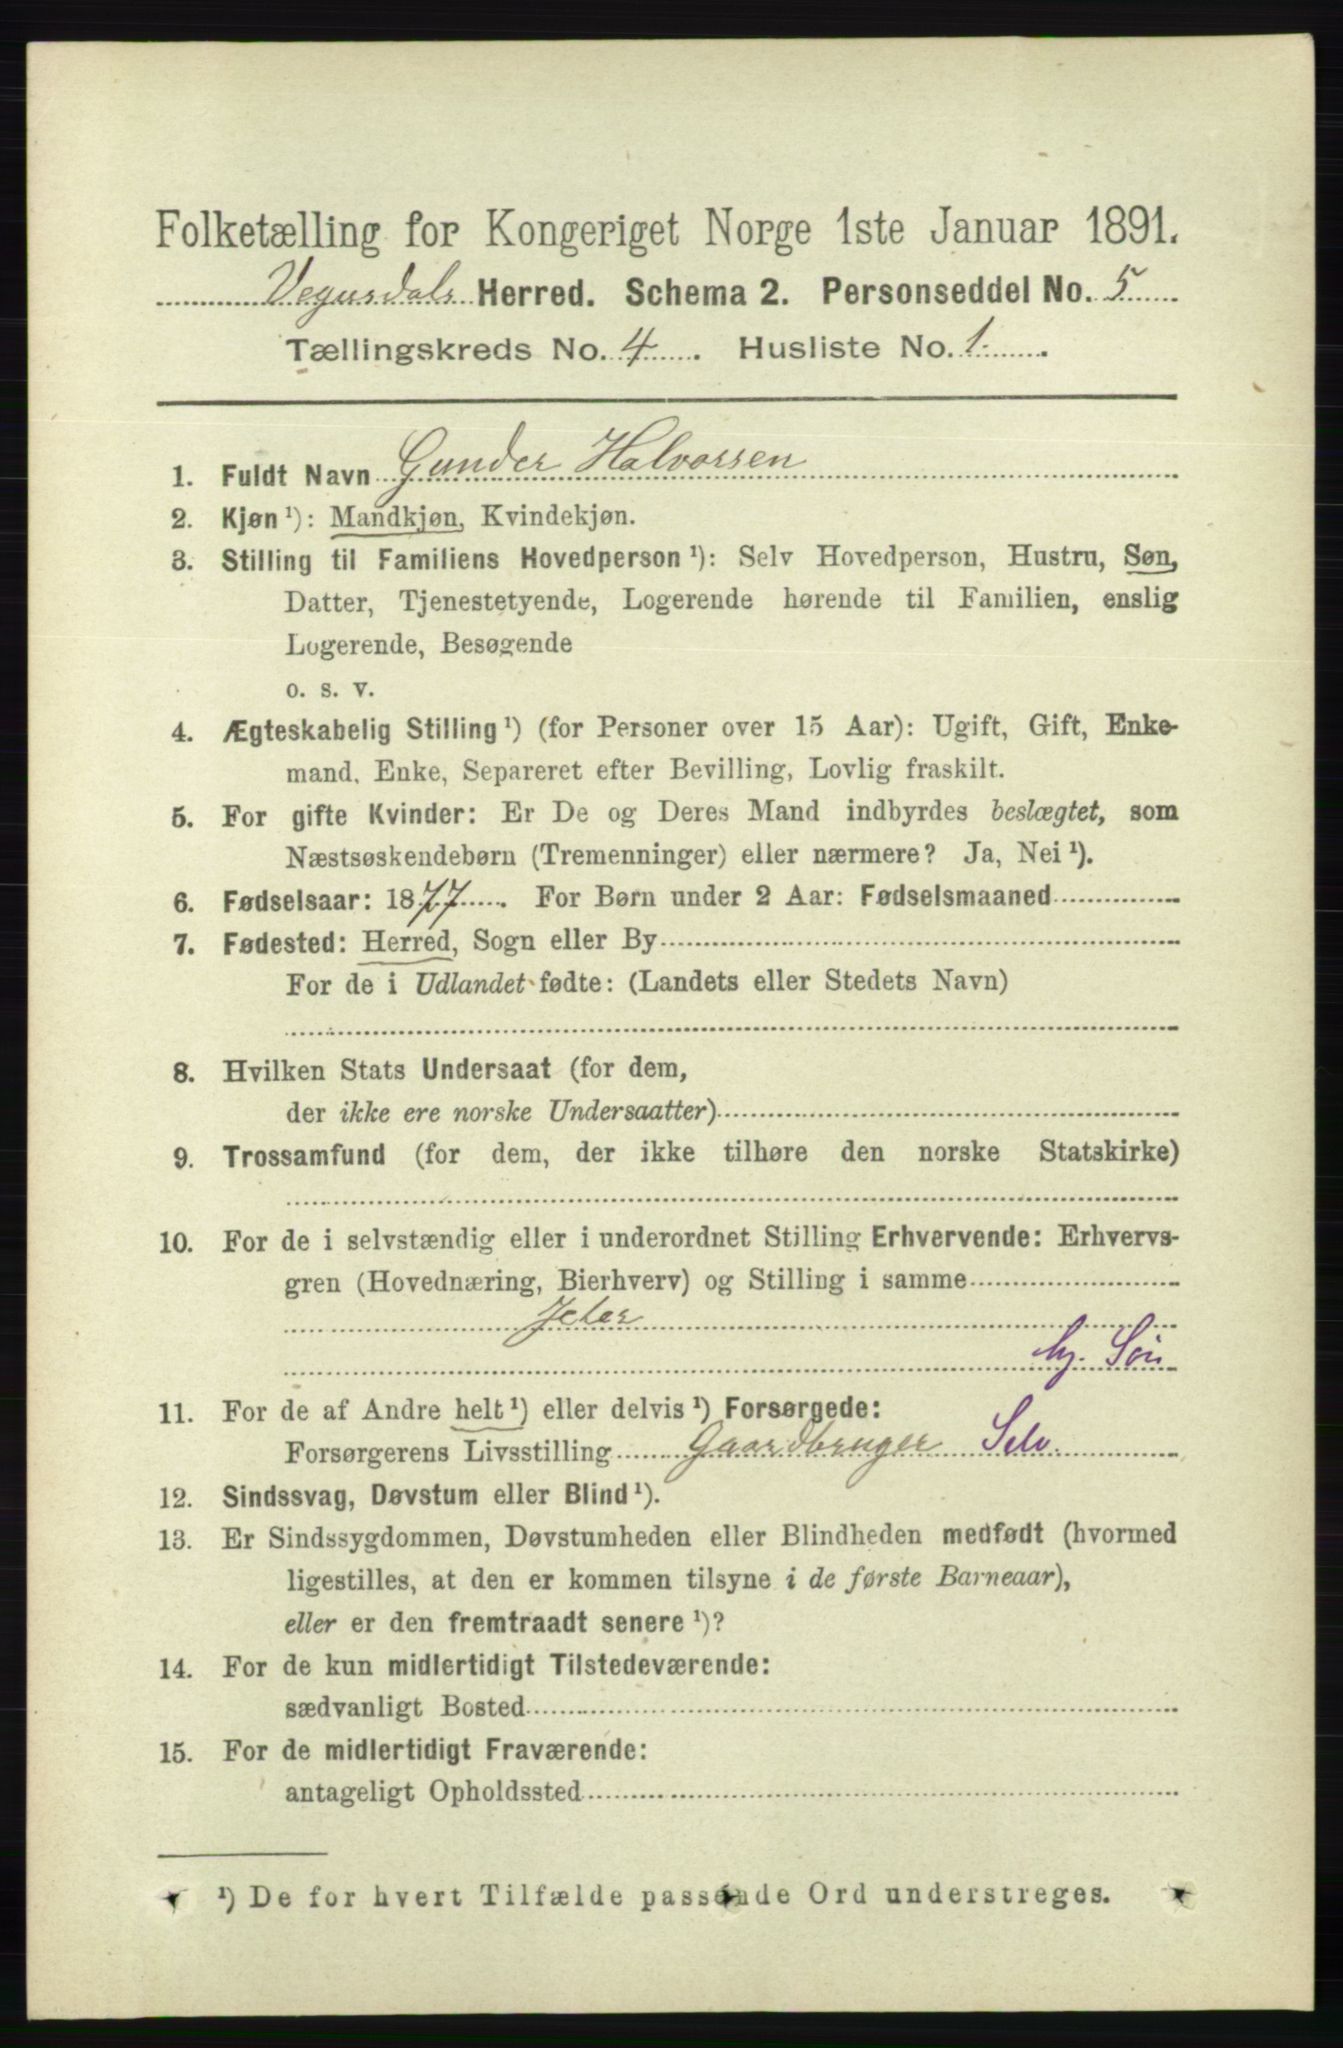 Folketælling for Kongeriget Norge 1ste Januar 1891.
Vegusdals Herred. Schema 2. Personseddel No. 5
Tællingskreds No. 4. Husliste No. 1.
1. Fuldt Navn Gunder Halvorsen
2. Kjøn ¹): Mandkjøn, Kvindekjøn.
3. Stilling til Familiens Hovedperson ¹): Selv Hovedperson, Hustru, Søn,
Datter, Tjenestetyende, Logerende hørende til Familien, enslig
Logerende, Besøgende
o. s. v.
4. Ægteskabelig Stilling ¹) (for Personer over 15 Aar): Ugift, Gift, Enke-
mand, Enke, Separeret efter Bevilling, Lovlig fraskilt.
5. For gifte Kvinder: Er De og Deres Mand indbyrdes beslægtet, som
Næstsøskendebørn (Tremenninger) eller nærmere? Ja, Nei ¹).
6. Fødselsaar: 1877. For Børn under 2 Aar: Fødselsmaaned
7. Fødested: Herred, Sogn eller By
For de i Udlandet fødte: (Landets eller Stedets Navn)
8. Hvilken Stats Undersaat (for dem,
der ikke ere norske Undersaatter)
9. Trossamfund (for dem, der ikke tilhøre den norske Statskirke)
10. For de i selvstændig eller i underordnet Stilling Erhvervende: Erhvervs-
gren (Hovednæring, Bierhverv) og Stilling i samme
Jeter
hj. Søn
11. For de af Andre helt ¹) eller delvis ¹) Forsørgede:
Forsørgerens Livsstilling Gaardbruger Selv.
12. Sindssvag, Døvstum eller Blind ¹).
13. Er Sindssygdommen, Døvstumheden eller Blindheden medfødt (hvormed
ligestilles, at den er kommen tilsyne i de første Barneaar),
eller er den fremtraadt senere ¹)?
14. For de kun midlertidigt Tilstedeværende:
sædvanligt Bosted
15. For de midlertidigt Fraværende:
antageligt Opholdssted
¹) De for hvert Tilfælde passende Ord understreges.